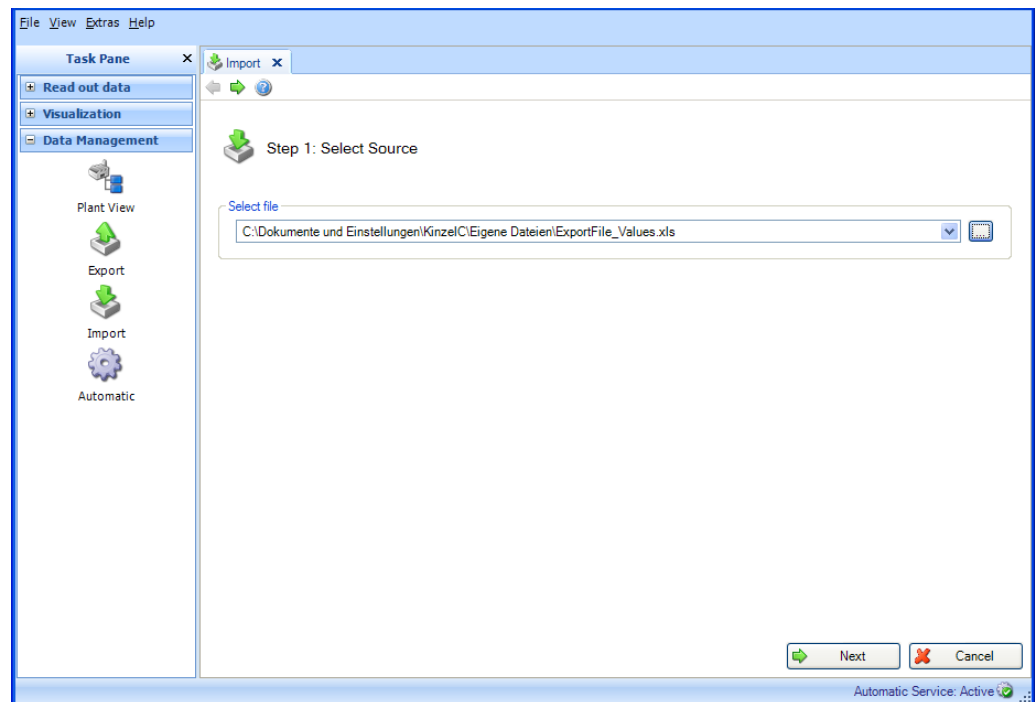 File View Extras Help
Task Pane
Read out data
Visualization
Data Management
Plant View
Export
Import
Automatic
Import
Step 1: Select Source
Select file
C:\Dokumente und Einstellungen\KinzelC\Eigene Dateien\ExportFile_Values.xls
...
Next
Cancel
Automatic Service: Active